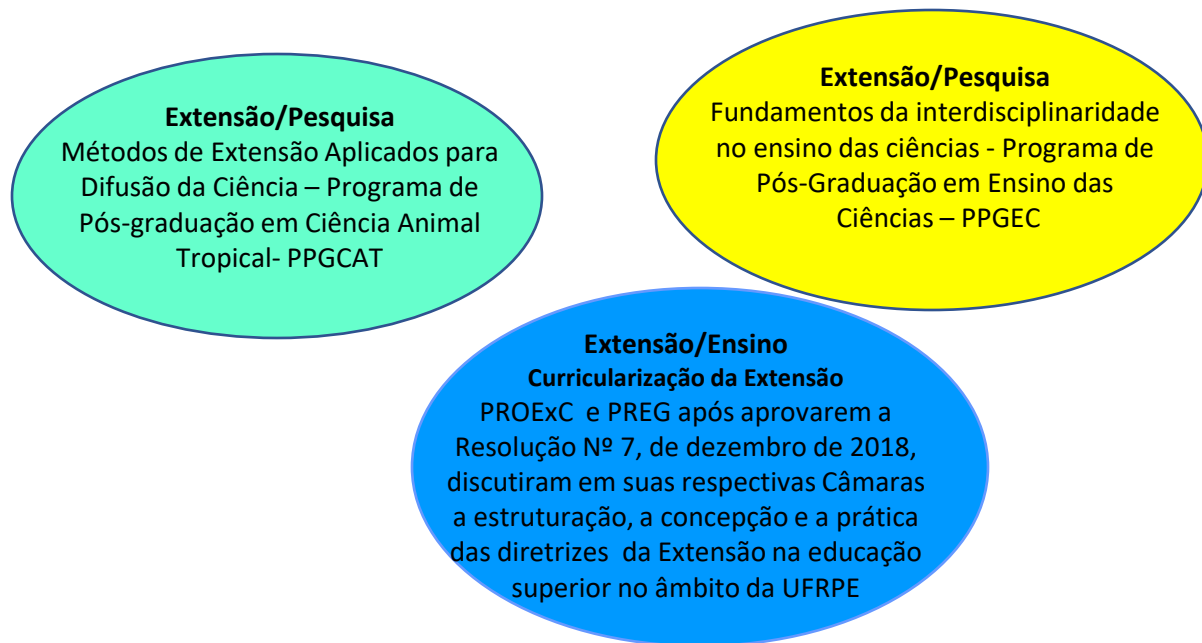 Extensão/Pesquisa
Métodos de Extensão Aplicados para
Difusão da Ciência – Programa de
Pós-graduação em Ciência Animal
Tropical- PPGCAT
Extensão/Pesquisa
Fundamentos da interdisciplinaridade
no ensino das ciências - Programa de
Pós-Graduação em Ensino das
Ciências – PPGEC
Extensão/Ensino
Curricularização da Extensão
PROExC e PREG após aprovarem a
Resolução Nº 7, de dezembro de 2018,
discutiram em suas respectivas Câmaras
a estruturação, a concepção e a prática
das diretrizes da Extensão na educação
superior no âmbito da UFRPE